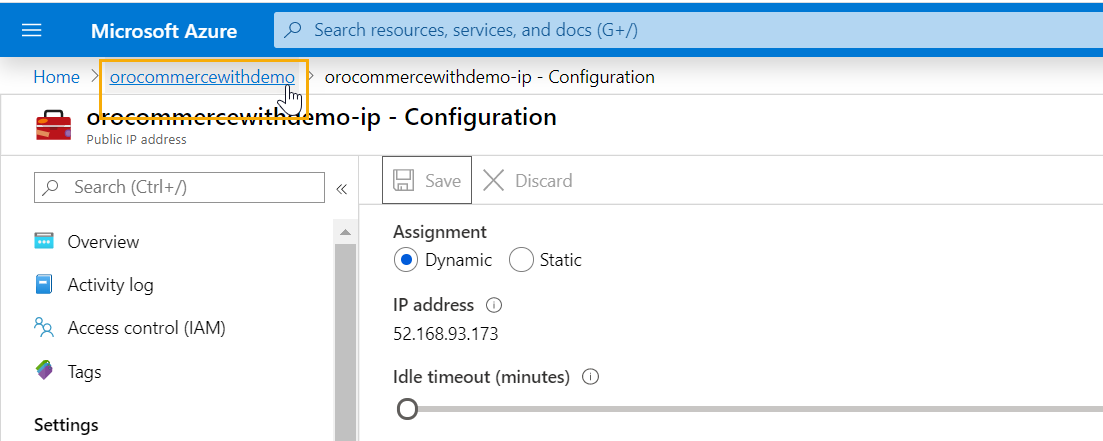 Microsoft Azure
Search resources, services, and docs (G+/)
Home > orocommercewithdemo > orocommercewithdemo-ip - Configuration
orocommercewithdemo-ip - Configuration
Public IP address
Search (Ctrl+/)
«
Save
Discard
Overview
Activity log
Access control (IAM)
Tags
Settings
Assignment
Dynamic
Static
IP address
52.168.93.173
Idle timeout (minutes)